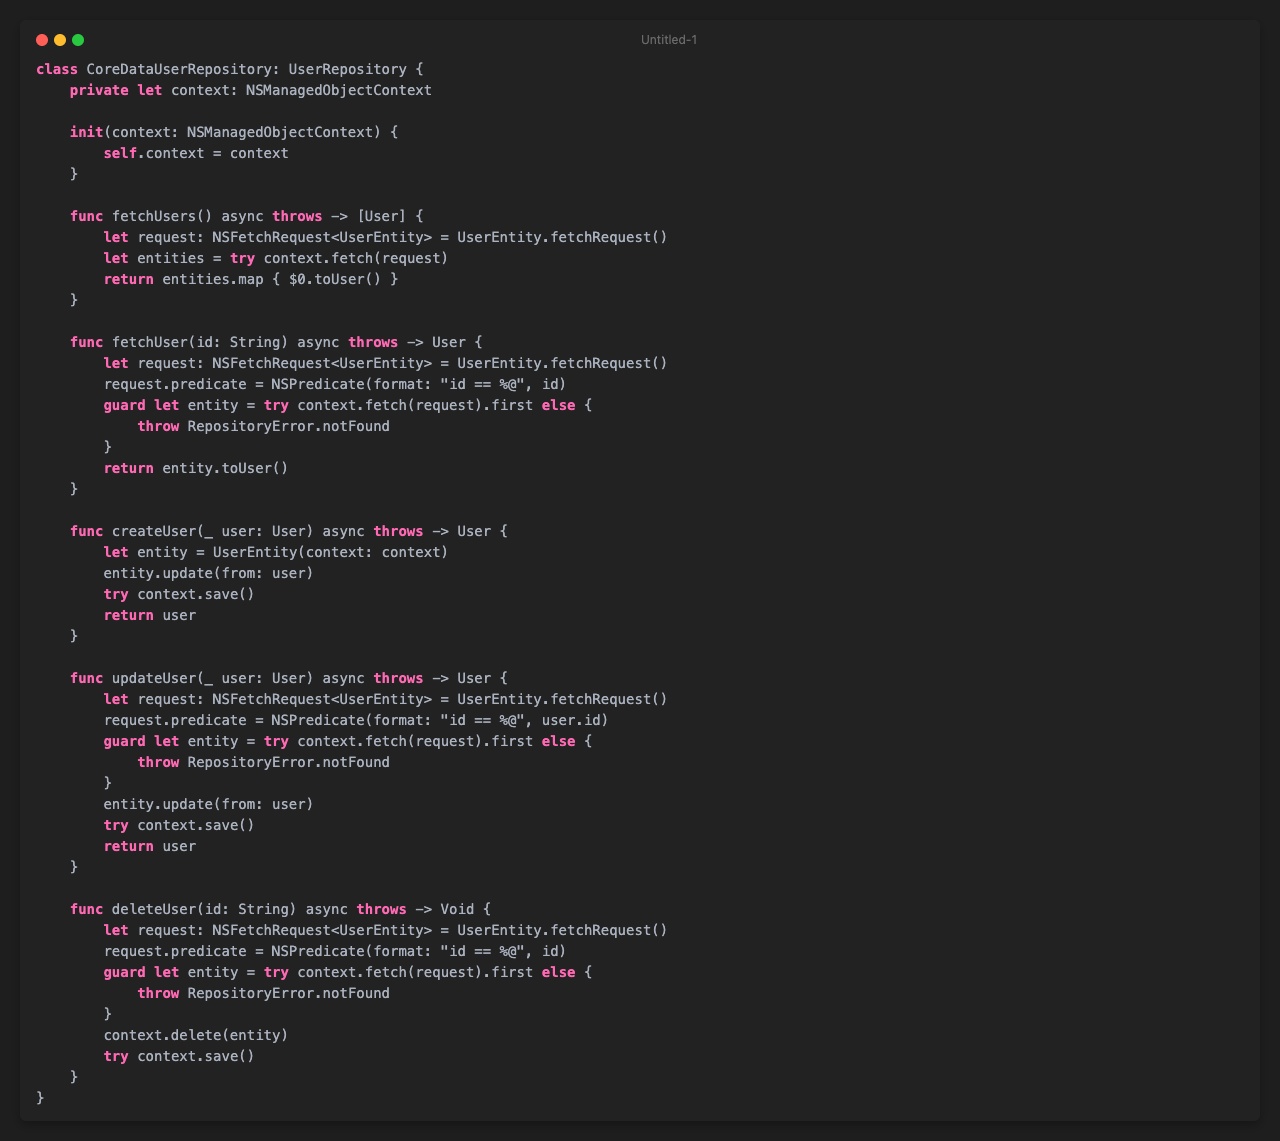 Untitled-1
class CoreDataUserRepository: UserRepository {
    private let context: NSManagedObjectContext

    init(context: NSManagedObjectContext) {
        self.context = context
    }

    func fetchUsers() async throws -> [User] {
        let request: NSFetchRequest<UserEntity> = UserEntity.fetchRequest()
        let entities = try context.fetch(request)
        return entities.map { $0.toUser() }
    }

    func fetchUser(id: String) async throws -> User {
        let request: NSFetchRequest<UserEntity> = UserEntity.fetchRequest()
        request.predicate = NSPredicate(format: "id == %@", id)
        guard let entity = try context.fetch(request).first else {
            throw RepositoryError.notFound
        }
        return entity.toUser()
    }

    func createUser(_ user: User) async throws -> User {
        let entity = UserEntity(context: context)
        entity.update(from: user)
        try context.save()
        return user
    }

    func updateUser(_ user: User) async throws -> User {
        let request: NSFetchRequest<UserEntity> = UserEntity.fetchRequest()
        request.predicate = NSPredicate(format: "id == %@", user.id)
        guard let entity = try context.fetch(request).first else {
            throw RepositoryError.notFound
        }
        entity.update(from: user)
        try context.save()
        return user
    }

    func deleteUser(id: String) async throws -> Void {
        let request: NSFetchRequest<UserEntity> = UserEntity.fetchRequest()
        request.predicate = NSPredicate(format: "id == %@", id)
        guard let entity = try context.fetch(request).first else {
            throw RepositoryError.notFound
        }
        context.delete(entity)
        try context.save()
    }
}